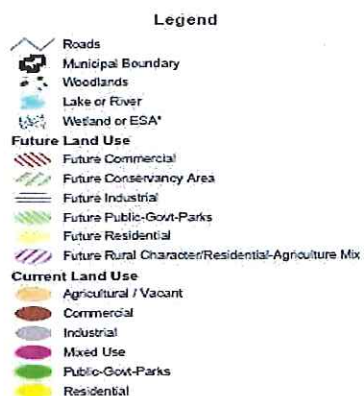 Legend
Roads
Municipal Boundary
Woodlands
Lake or River
Wetland or ESA*
Future Land Use
Future Commercial
Future Conservancy Area
Future Industrial
Future Public-Govt-Parks
Future Residential
Future Rural Character/Residential-Agriculture Mix
Current Land Use
Agricultural / Vacant
Commercial
Industrial
Mixed Use
Public-Govt-Parks
Residential